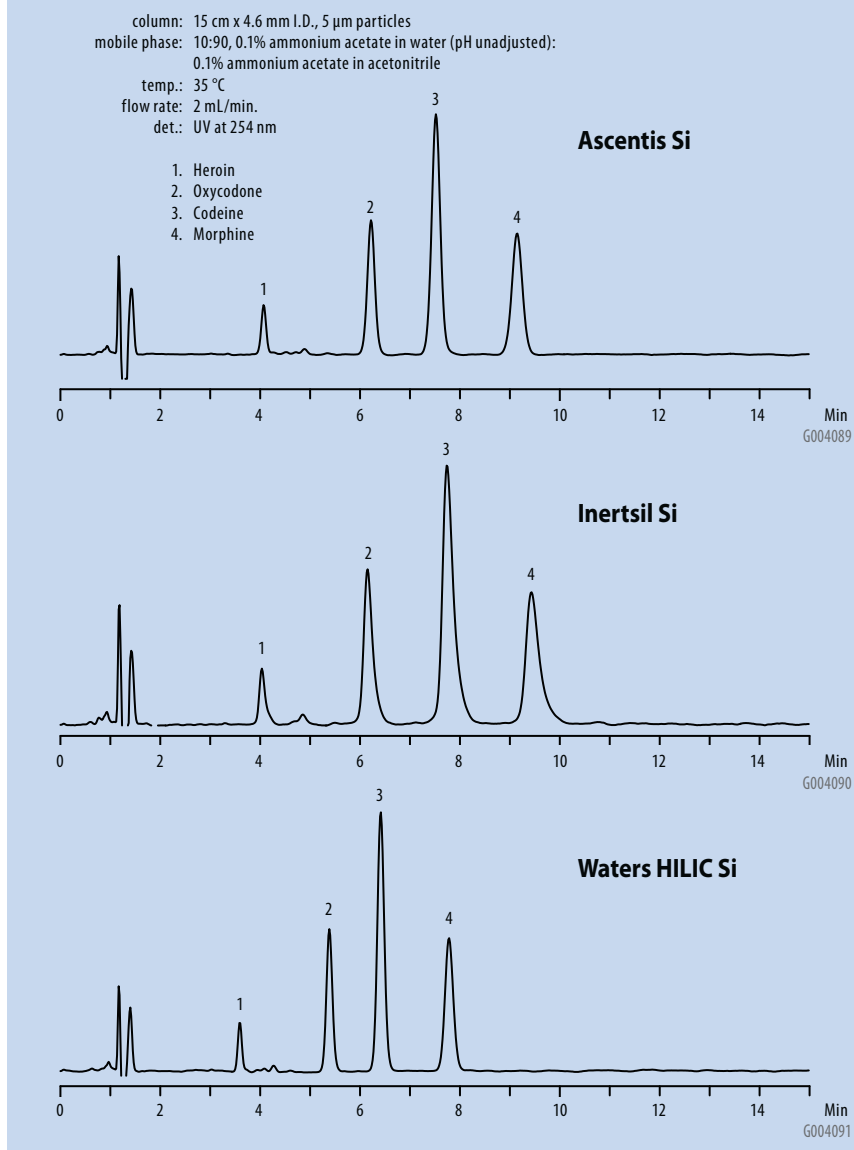 column: 15 cm x 4.6 mm I.D., 5 µm particles
mobile phase: 10:90, 0.1% ammonium acetate in water (pH unadjusted):
0.1% ammonium acetate in acetonitrile
temp.: 35 °C
flow rate: 2 mL/min.
det.: UV at 254 nm
1. Heroin
2. Oxycodone
3. Codeine
4. Morphine
Ascentis Si
1
2
3
4
0 2 4 6 8 10 12 14 Min
G004089
Inertsil Si
1
2
3
4
0 2 4 6 8 10 12 14 Min
G004090
Waters HILIC Si
1
2
3
4
0 2 4 6 8 10 12 14 Min
G004091